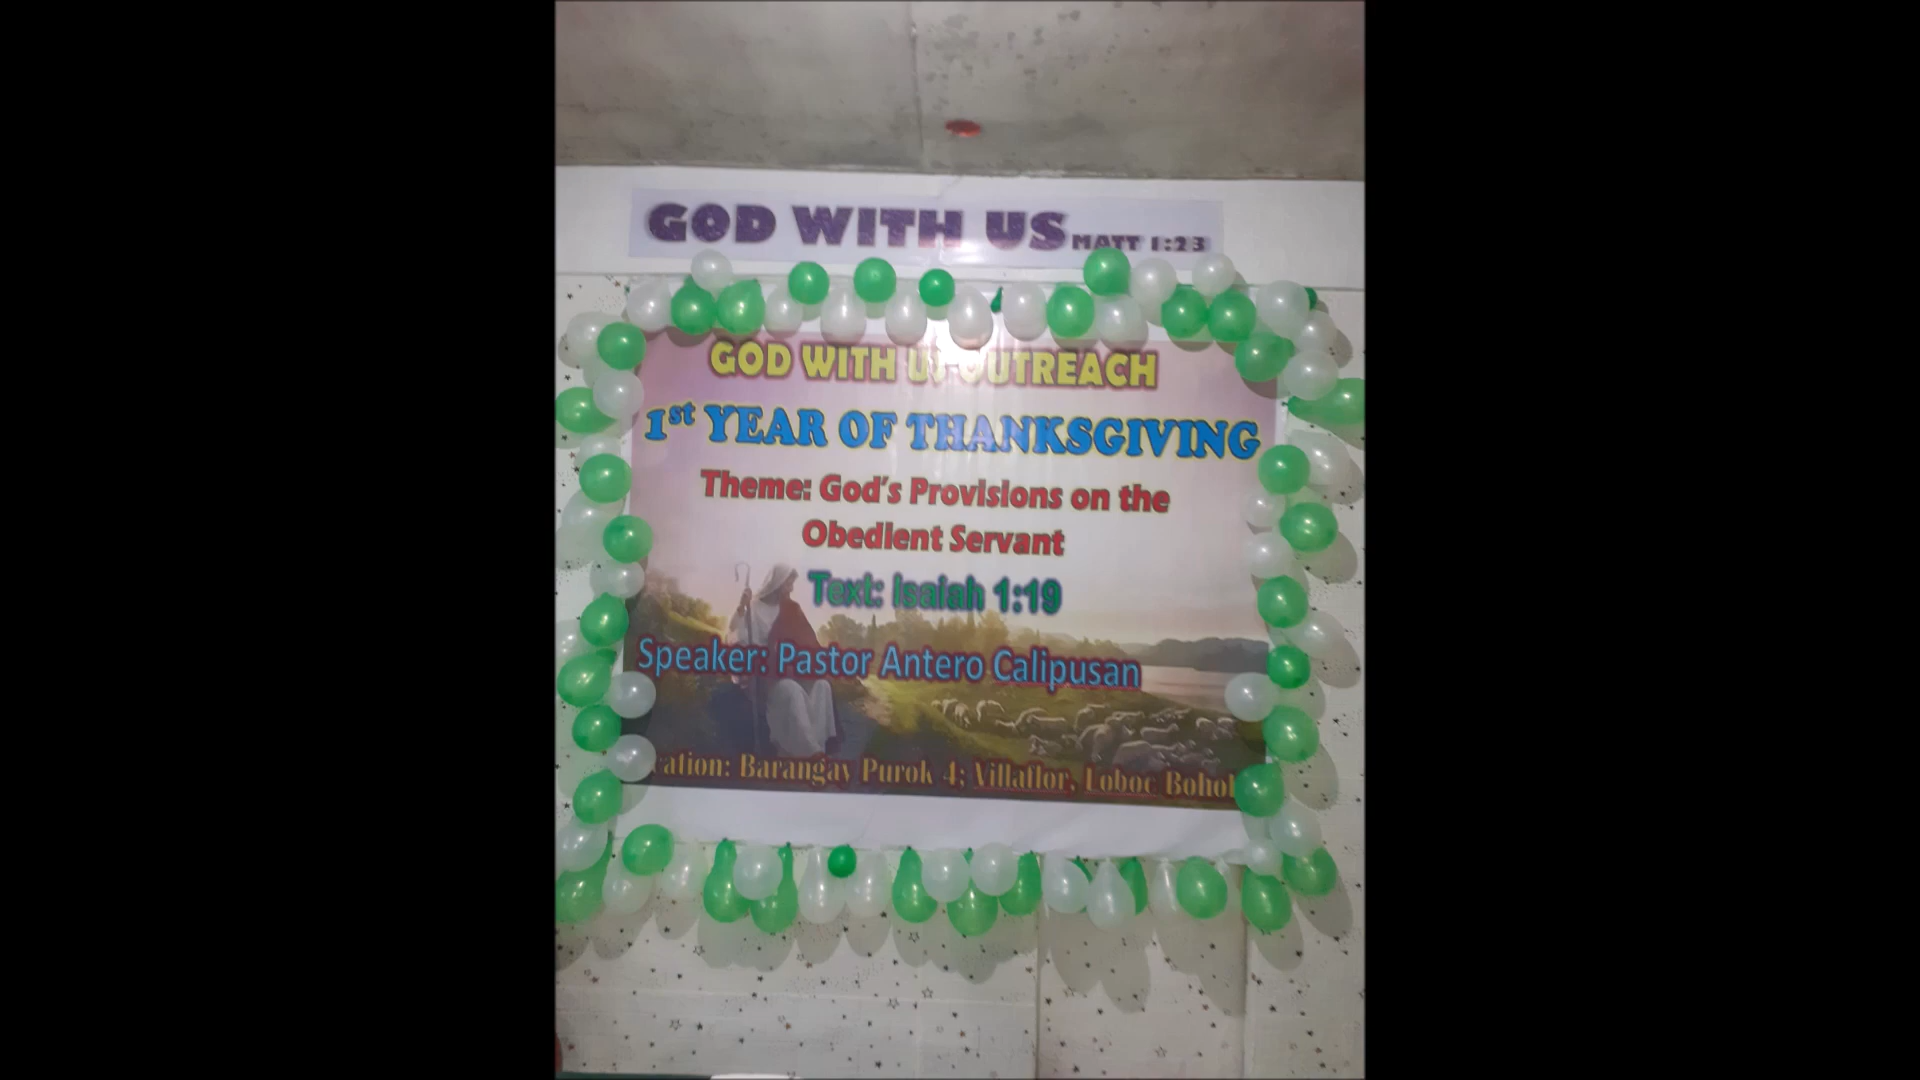 GOD WITH US MATT 1:23
GOD WITH US OUTREACH
1st YEAR OF THANKSGIVING
Theme: God's Provisions on the
Obedient Servant
Text: Isaiah 1:19
Speaker: Pastor Antero Calipusan
Barangay Purok 4; Villaflor, Loboc Bohol